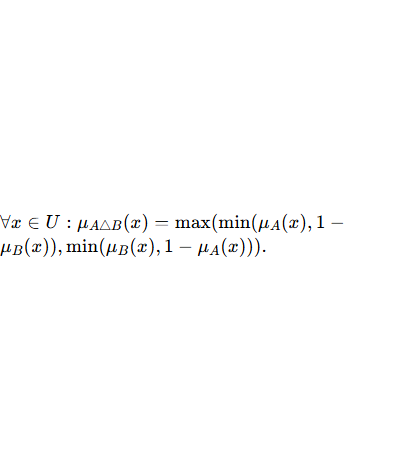 ∀x ∈ U : μ_{A△B}(x) = max(min(μ_A(x), 1 −
μ_B(x)), min(μ_B(x), 1 − μ_A(x))).